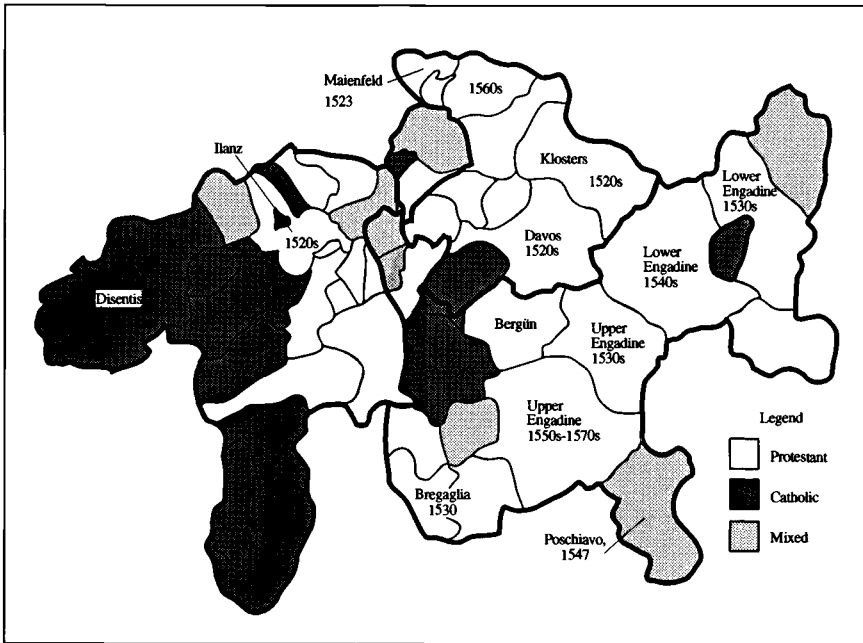 Maienfeld
1523
1560s
Ilanz
Klosters
1520s
Lower
Engadine
1530s
1520s
Davos
1520s
Lower
Engadine
1540s
Disentis
Bergün
Upper
Engadine
1530s
Upper
Engadine
1550s-1570s
Legend
Protestant
Bregaglia
1530
Catholic
Poschiavo,
1547
Mixed